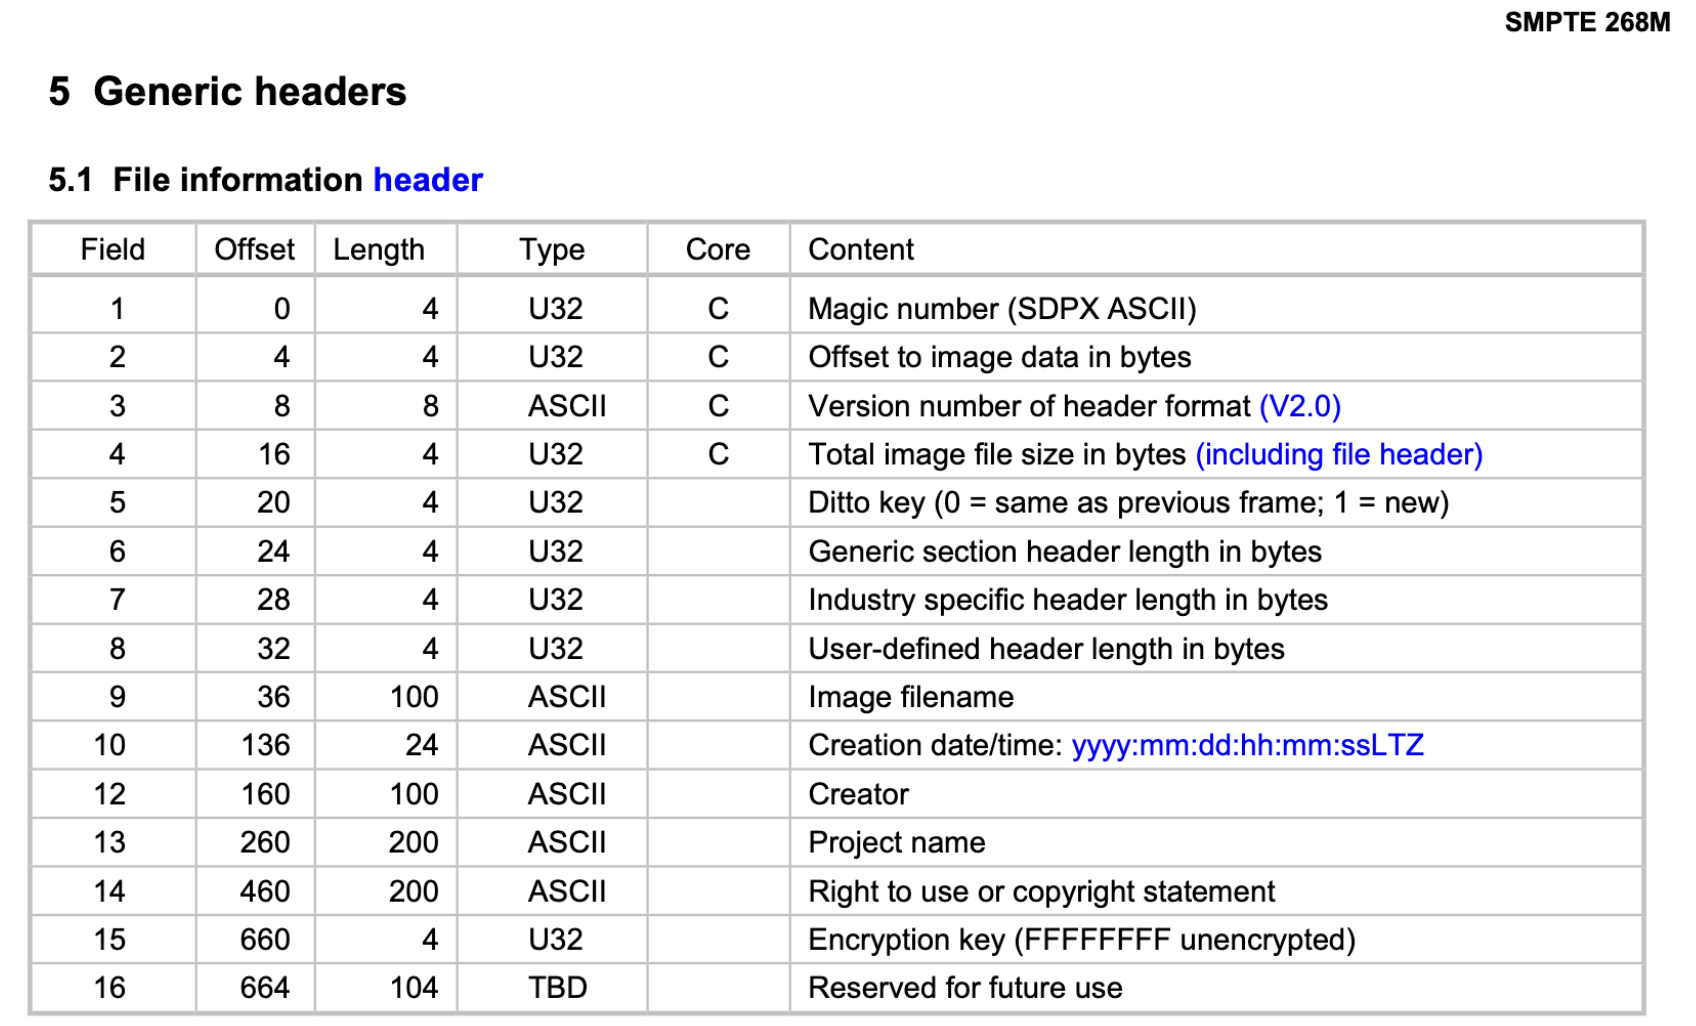 SMPTE 268M
5 Generic headers
5.1 File information header
Field Offset Length Type Core Content
1 0 4 U32 C Magic number (SDPX ASCII)
2 4 4 U32 C Offset to image data in bytes
3 8 8 ASCII C Version number of header format (V2.0)
4 16 4 U32 C Total image file size in bytes (including file header)
5 20 4 U32 Ditto key (0 = same as previous frame; 1 = new)
6 24 4 U32 Generic section header length in bytes
7 28 4 U32 Industry specific header length in bytes
8 32 4 U32 User-defined header length in bytes
9 36 100 ASCII Image filename
10 136 24 ASCII Creation date/time: yyyy:mm:dd:hh:mm:ssLTZ
12 160 100 ASCII Creator
13 260 200 ASCII Project name
14 460 200 ASCII Right to use or copyright statement
15 660 4 U32 Encryption key (FFFFFFFF unencrypted)
16 664 104 TBD Reserved for future use